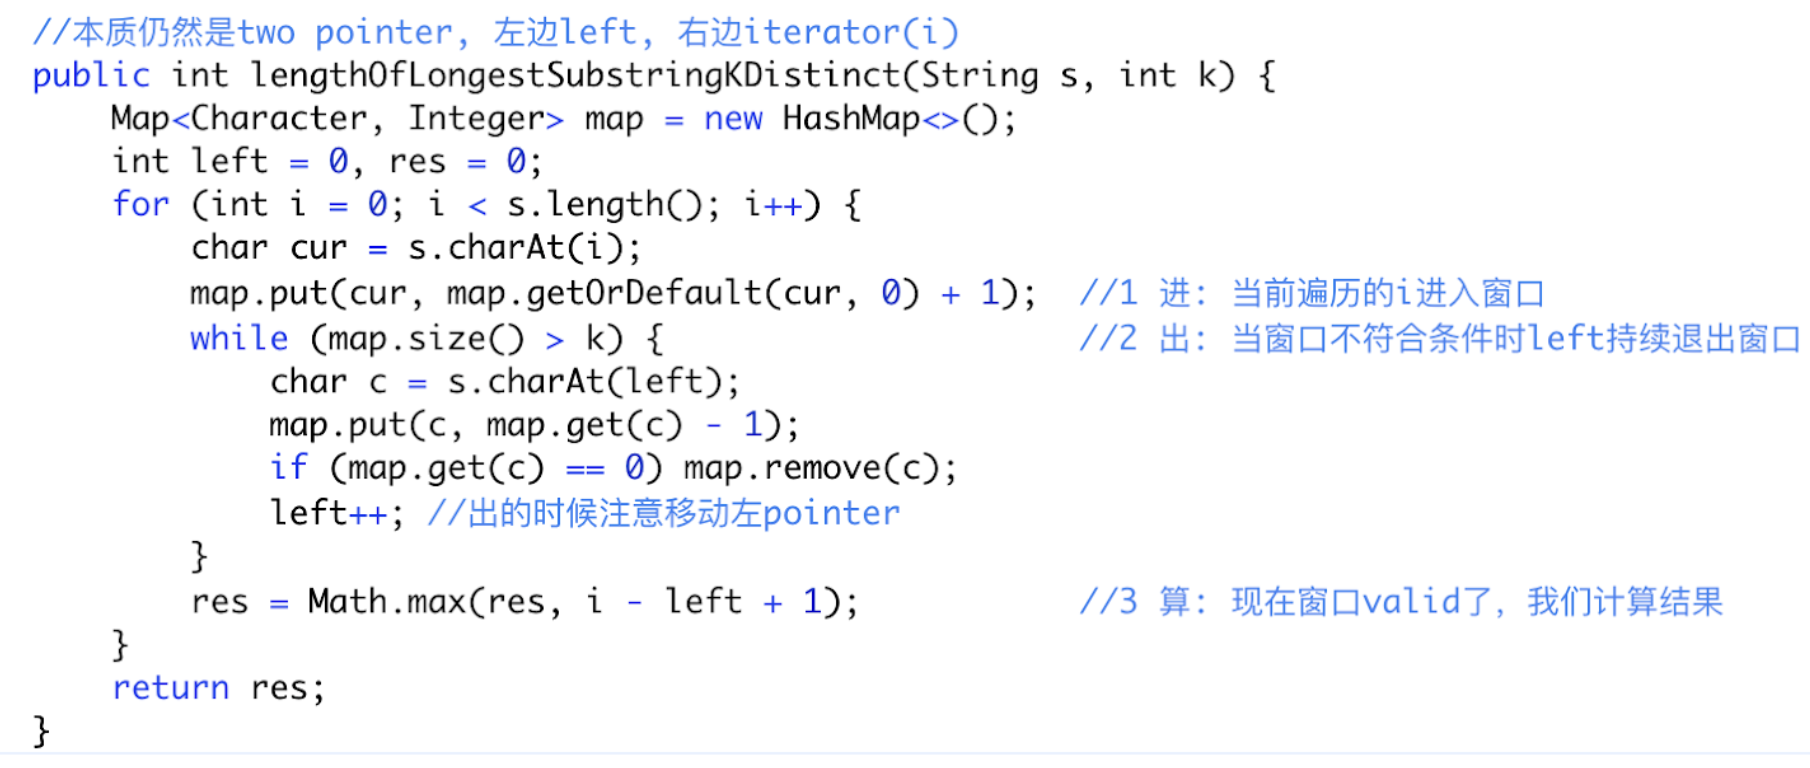 //本质仍然是two pointer, 左边left, 右边iterator(i)
public int lengthOfLongestSubstringKDistinct(String s, int k) {
    Map<Character, Integer> map = new HashMap<>();
    int left = 0, res = 0;
    for (int i = 0; i < s.length(); i++) {
        char cur = s.charAt(i);
        map.put(cur, map.getOrDefault(cur, 0) + 1);  //1 进: 当前遍历的i进入窗口
        while (map.size() > k) {                     //2 出: 当窗口不符合条件时left持续退出窗口
            char c = s.charAt(left);
            map.put(c, map.get(c) - 1);
            if (map.get(c) == 0) map.remove(c);
            left++; //出的时候注意移动左pointer
        }
        res = Math.max(res, i - left + 1);           //3 算: 现在窗口valid了, 我们计算结果
    }
    return res;
}